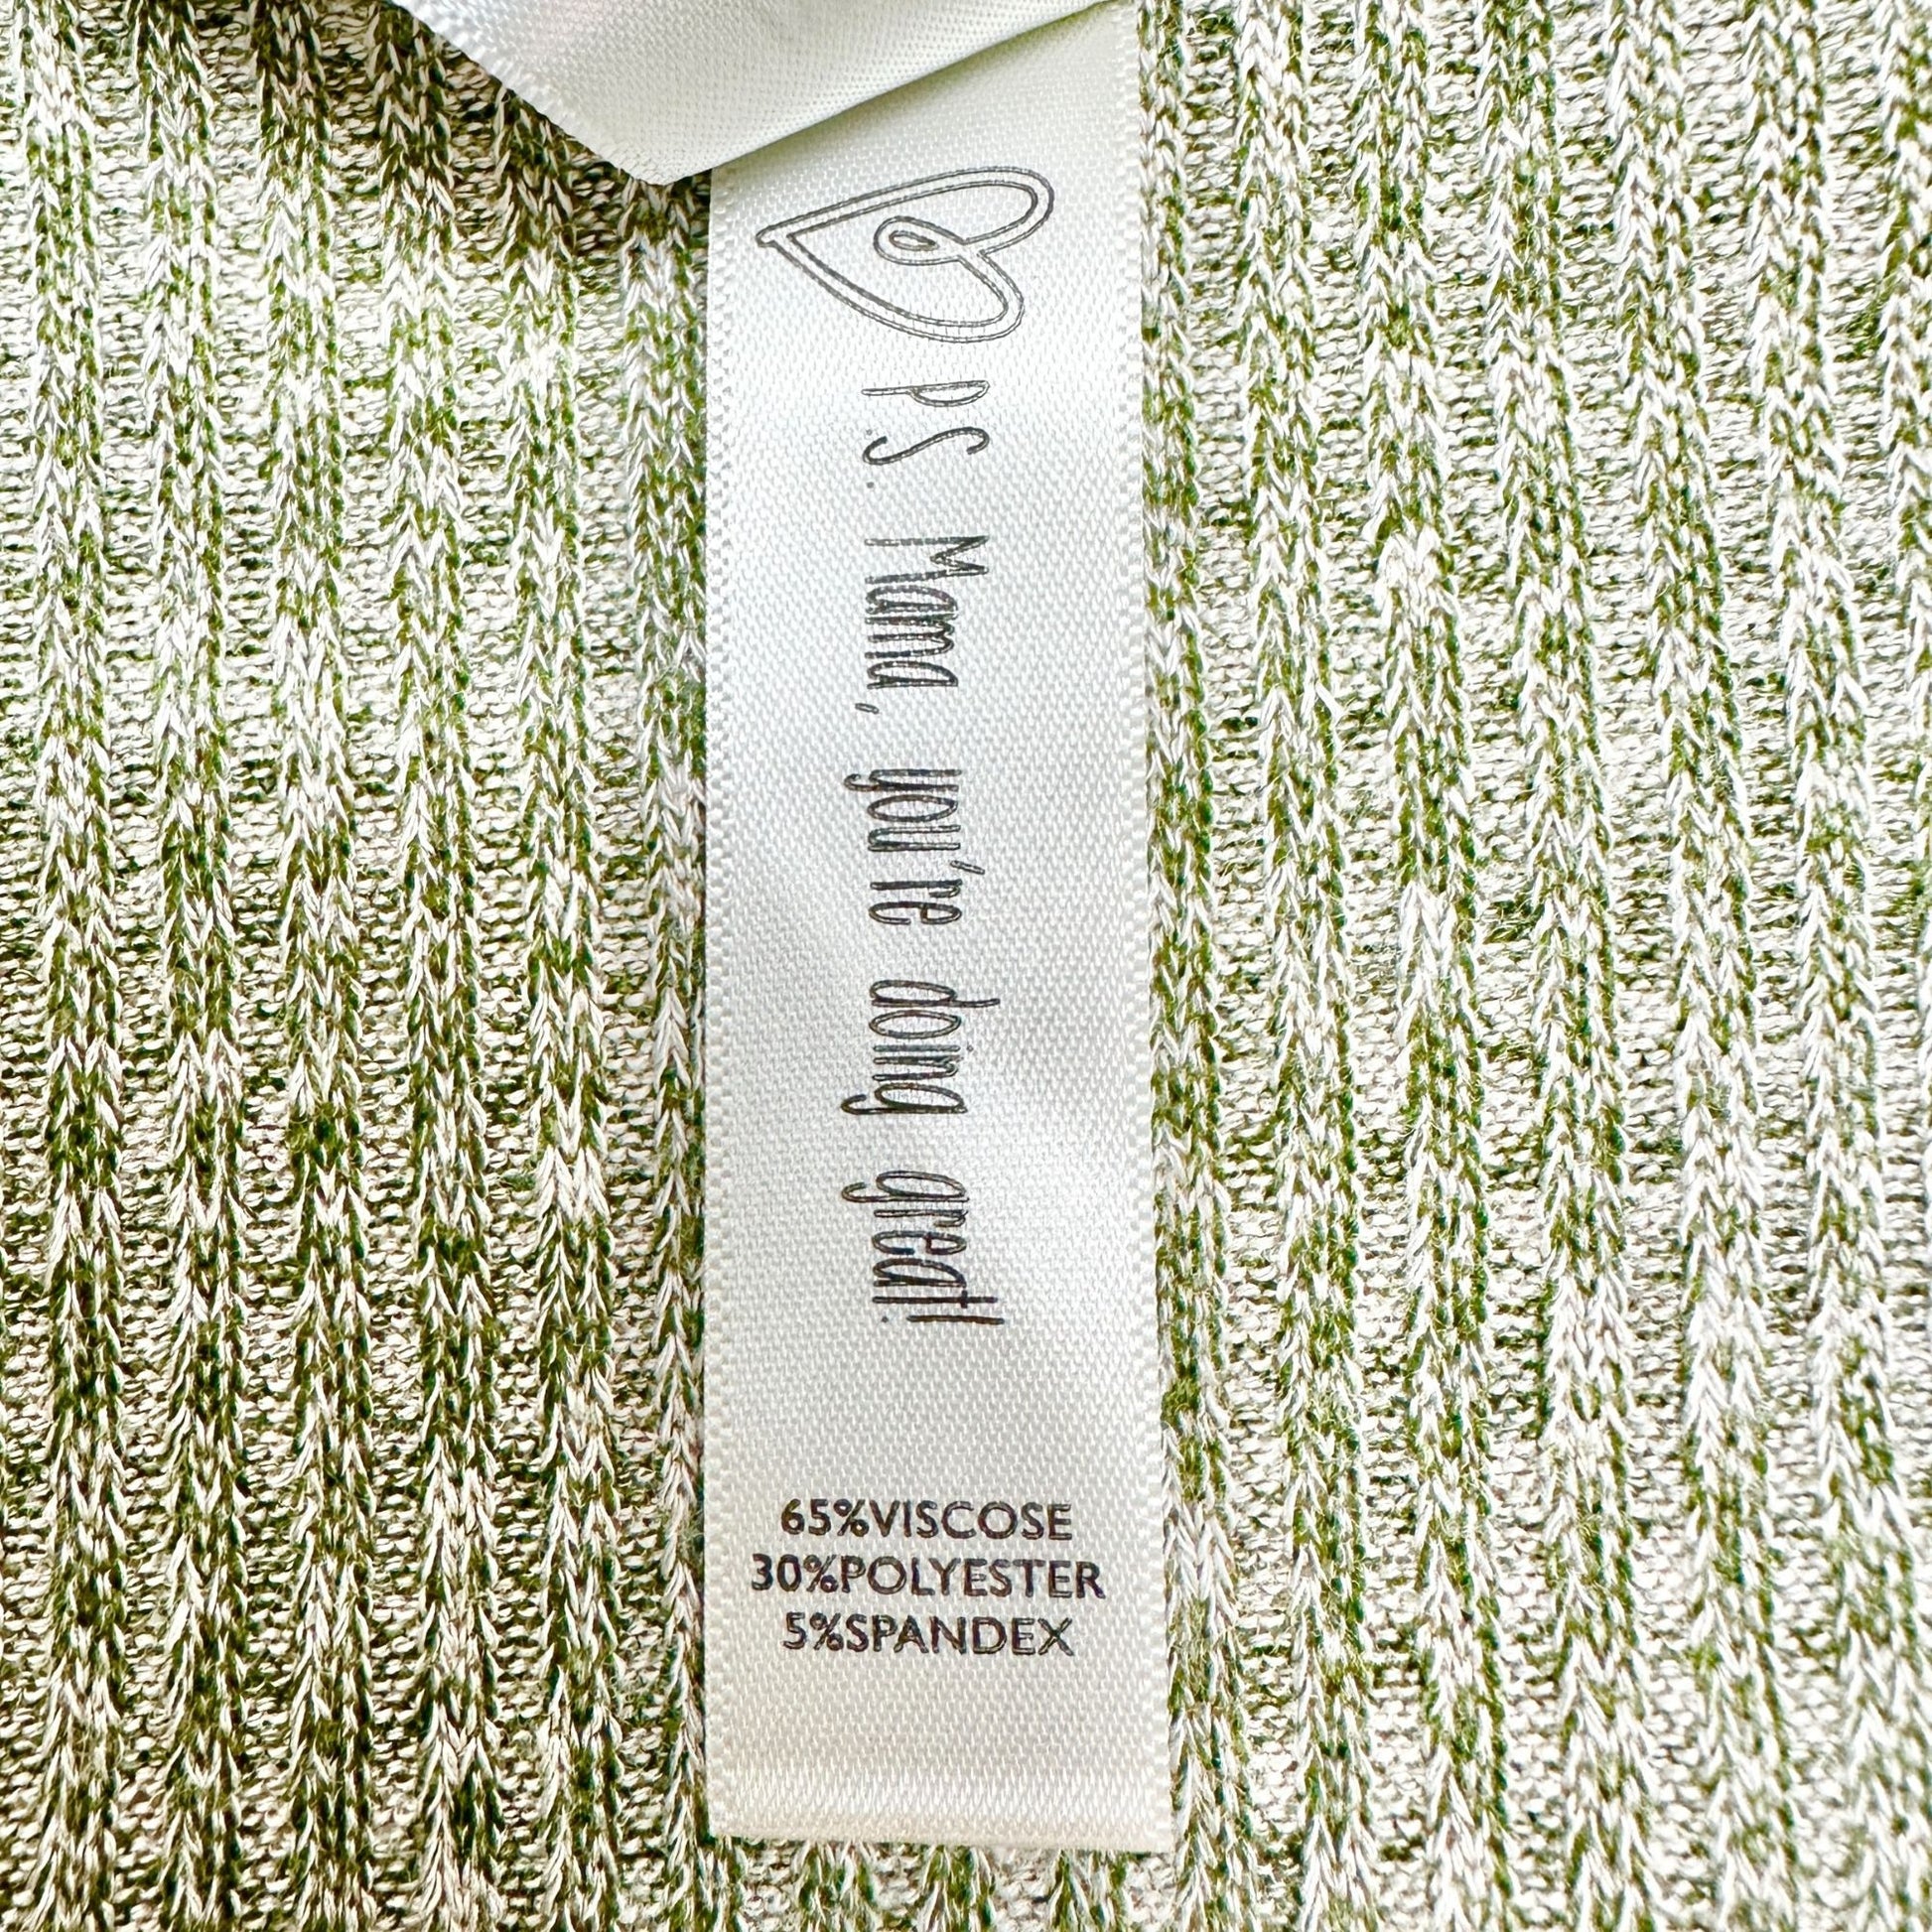 P.S. Mama, you're doing great!
65%VISCOSE
30%POLYESTER
5%SPANDEX